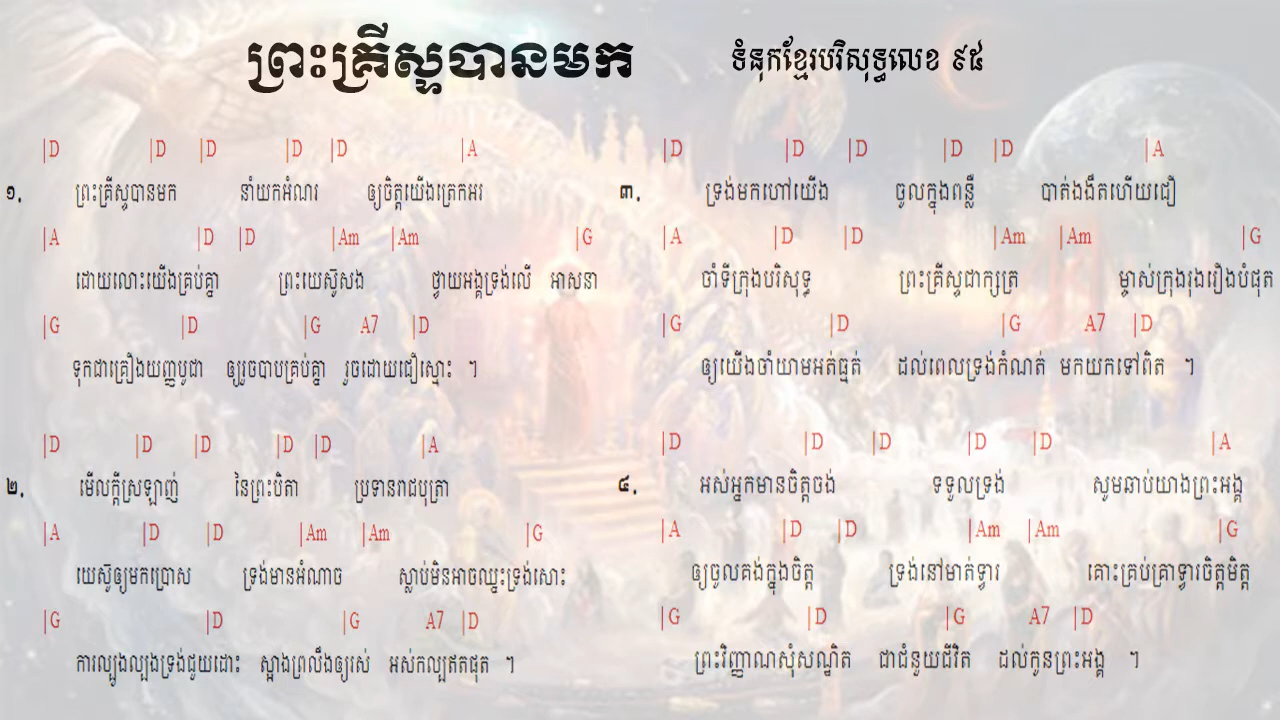 ព្រះគ្រីស្ទបានមក
ទំនុកខ្មែរបរិសុទ្ធលេខ ៩៥
|D |D |D |D |D |A
១. ព្រះគ្រីស្ទបានមក នាំយកអំណរ ឲ្យចិត្តយើងត្រេកអរ
|A |D |D |Am |Am |G
ដោយលោះយើងគ្រប់គ្នា ព្រះយេស៊ូសង ថ្វាយអង្គទ្រង់លើ អាសនា
|G |D |G A7 |D
ទុកជាគ្រឿងយញ្ញបូជា ឲ្យរួចបាបគ្រប់គ្នា រួចដោយជឿស្មោះ ។
|D |D |D |D |D |A
២. មើលក្ដីស្រឡាញ់ នៃព្រះបិតា ប្រទានរាជបុត្រា
|A |D |D |Am |Am |G
យេស៊ូឲ្យមកប្រោស ទ្រង់មានអំណាច ស្លាប់មិនអាចឈ្នះទ្រង់សោះ
|G |D |G A7 |D
ការល្បួងល្បងទ្រង់ជួយដោះ ស្អាងព្រលឹងឲ្យរស់ អស់កល្បឥតផុត ។
|D |D |D |D |D |A
៣. ទ្រង់មកហៅយើង ចូលក្នុងពន្លឺ បាត់ងងឹតហើយជឿ
|A |D |D |Am |Am |G
ចាំទីក្រុងបរិសុទ្ធ ព្រះគ្រីស្ទជាក្សត្រ ម្ចាស់ក្រុងរុងរឿងបំផុត
|G |D |G A7 |D
ឲ្យយើងចាំយាមអត់ធ្មត់ ដល់ពេលទ្រង់កំណត់ មកយកទៅពិត ។
|D |D |D |D |D |A
៤. អស់អ្នកមានចិត្តចង់ ទទួលទ្រង់ សូមឆាប់យាងព្រះអង្គ
|A |D |D |Am |Am |G
ឲ្យចូលគង់ក្នុងចិត្ត ទ្រង់នៅមាត់ទ្វារ គោះគ្រប់គ្រាទ្វារចិត្តមិត្ត
|G |D |G A7 |D
ព្រះវិញ្ញាណសុំសណ្ឋិត ជាជំនួយជីវិត ដល់កូនព្រះអង្គ ។